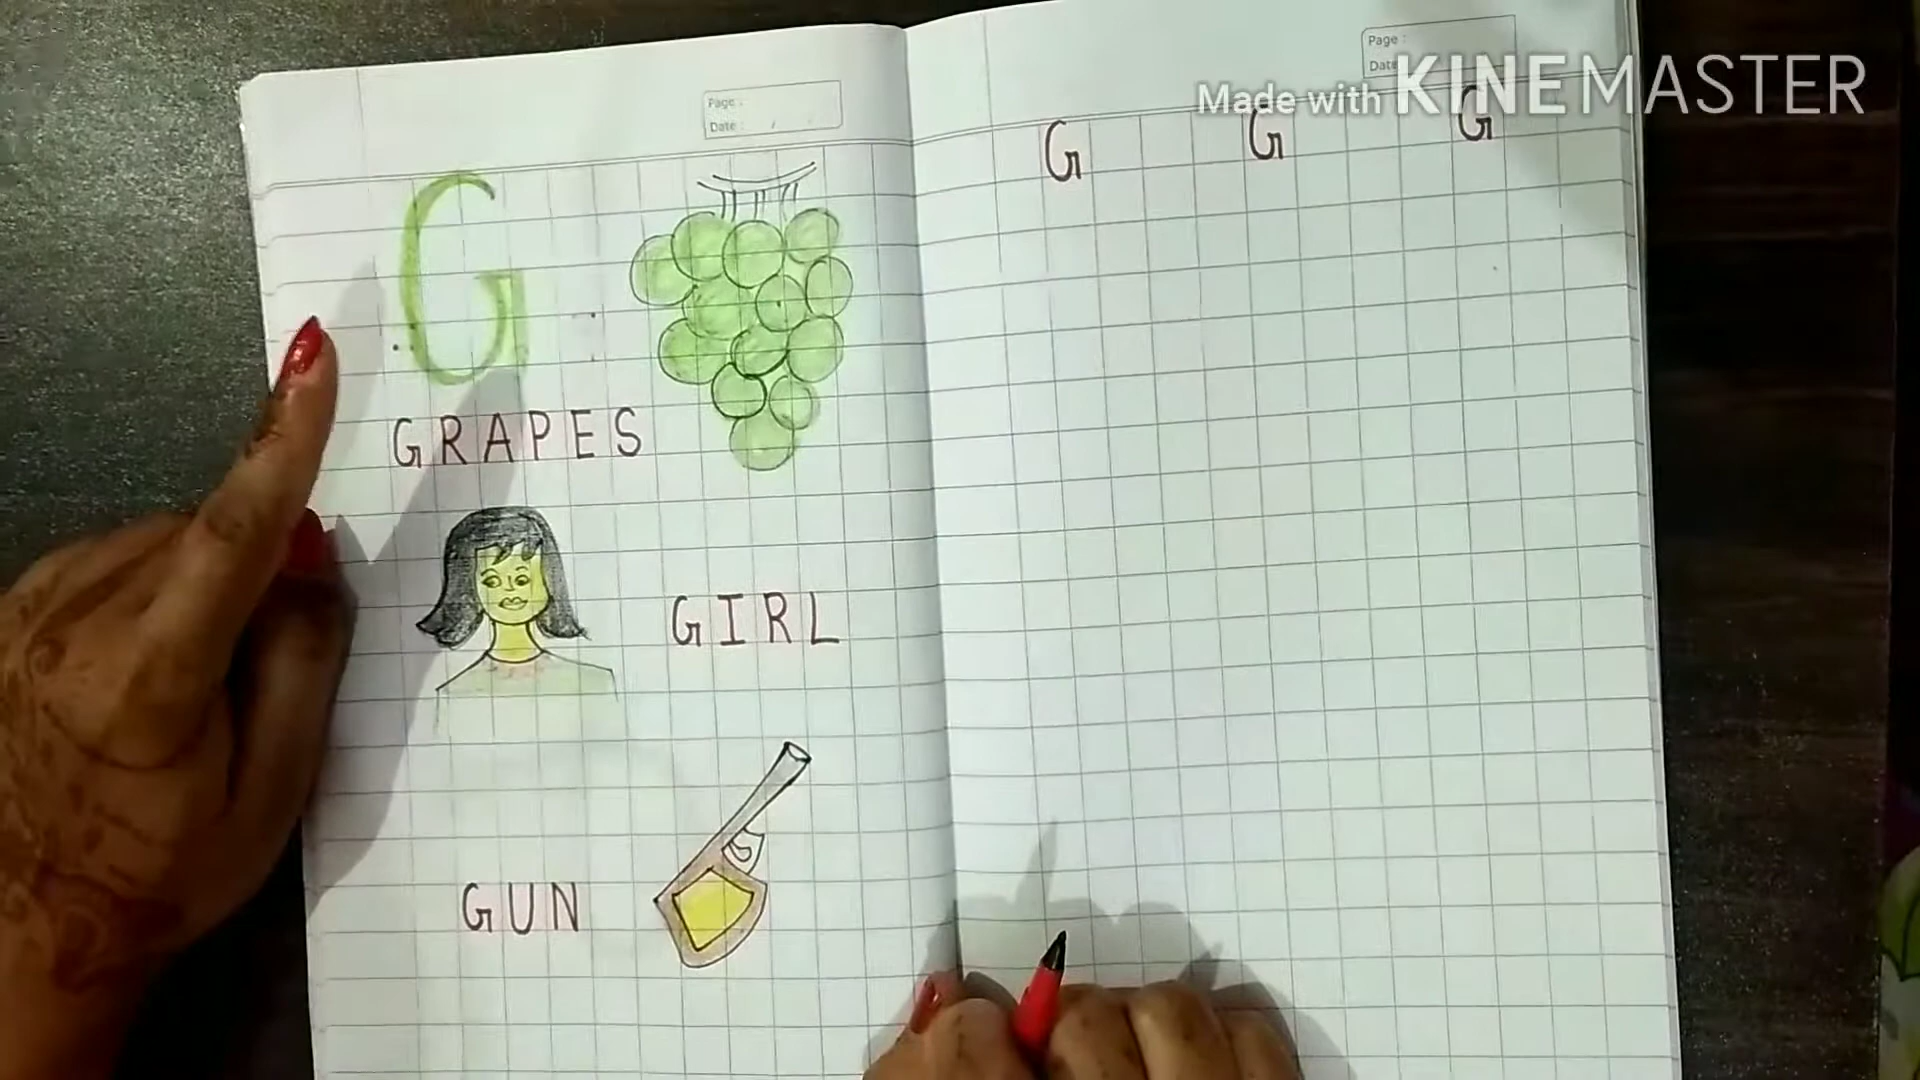 Page :
Date : / /
G
GRAPES
GIRL
GUN
Page :
Date
Made with KINEMASTER
G G G